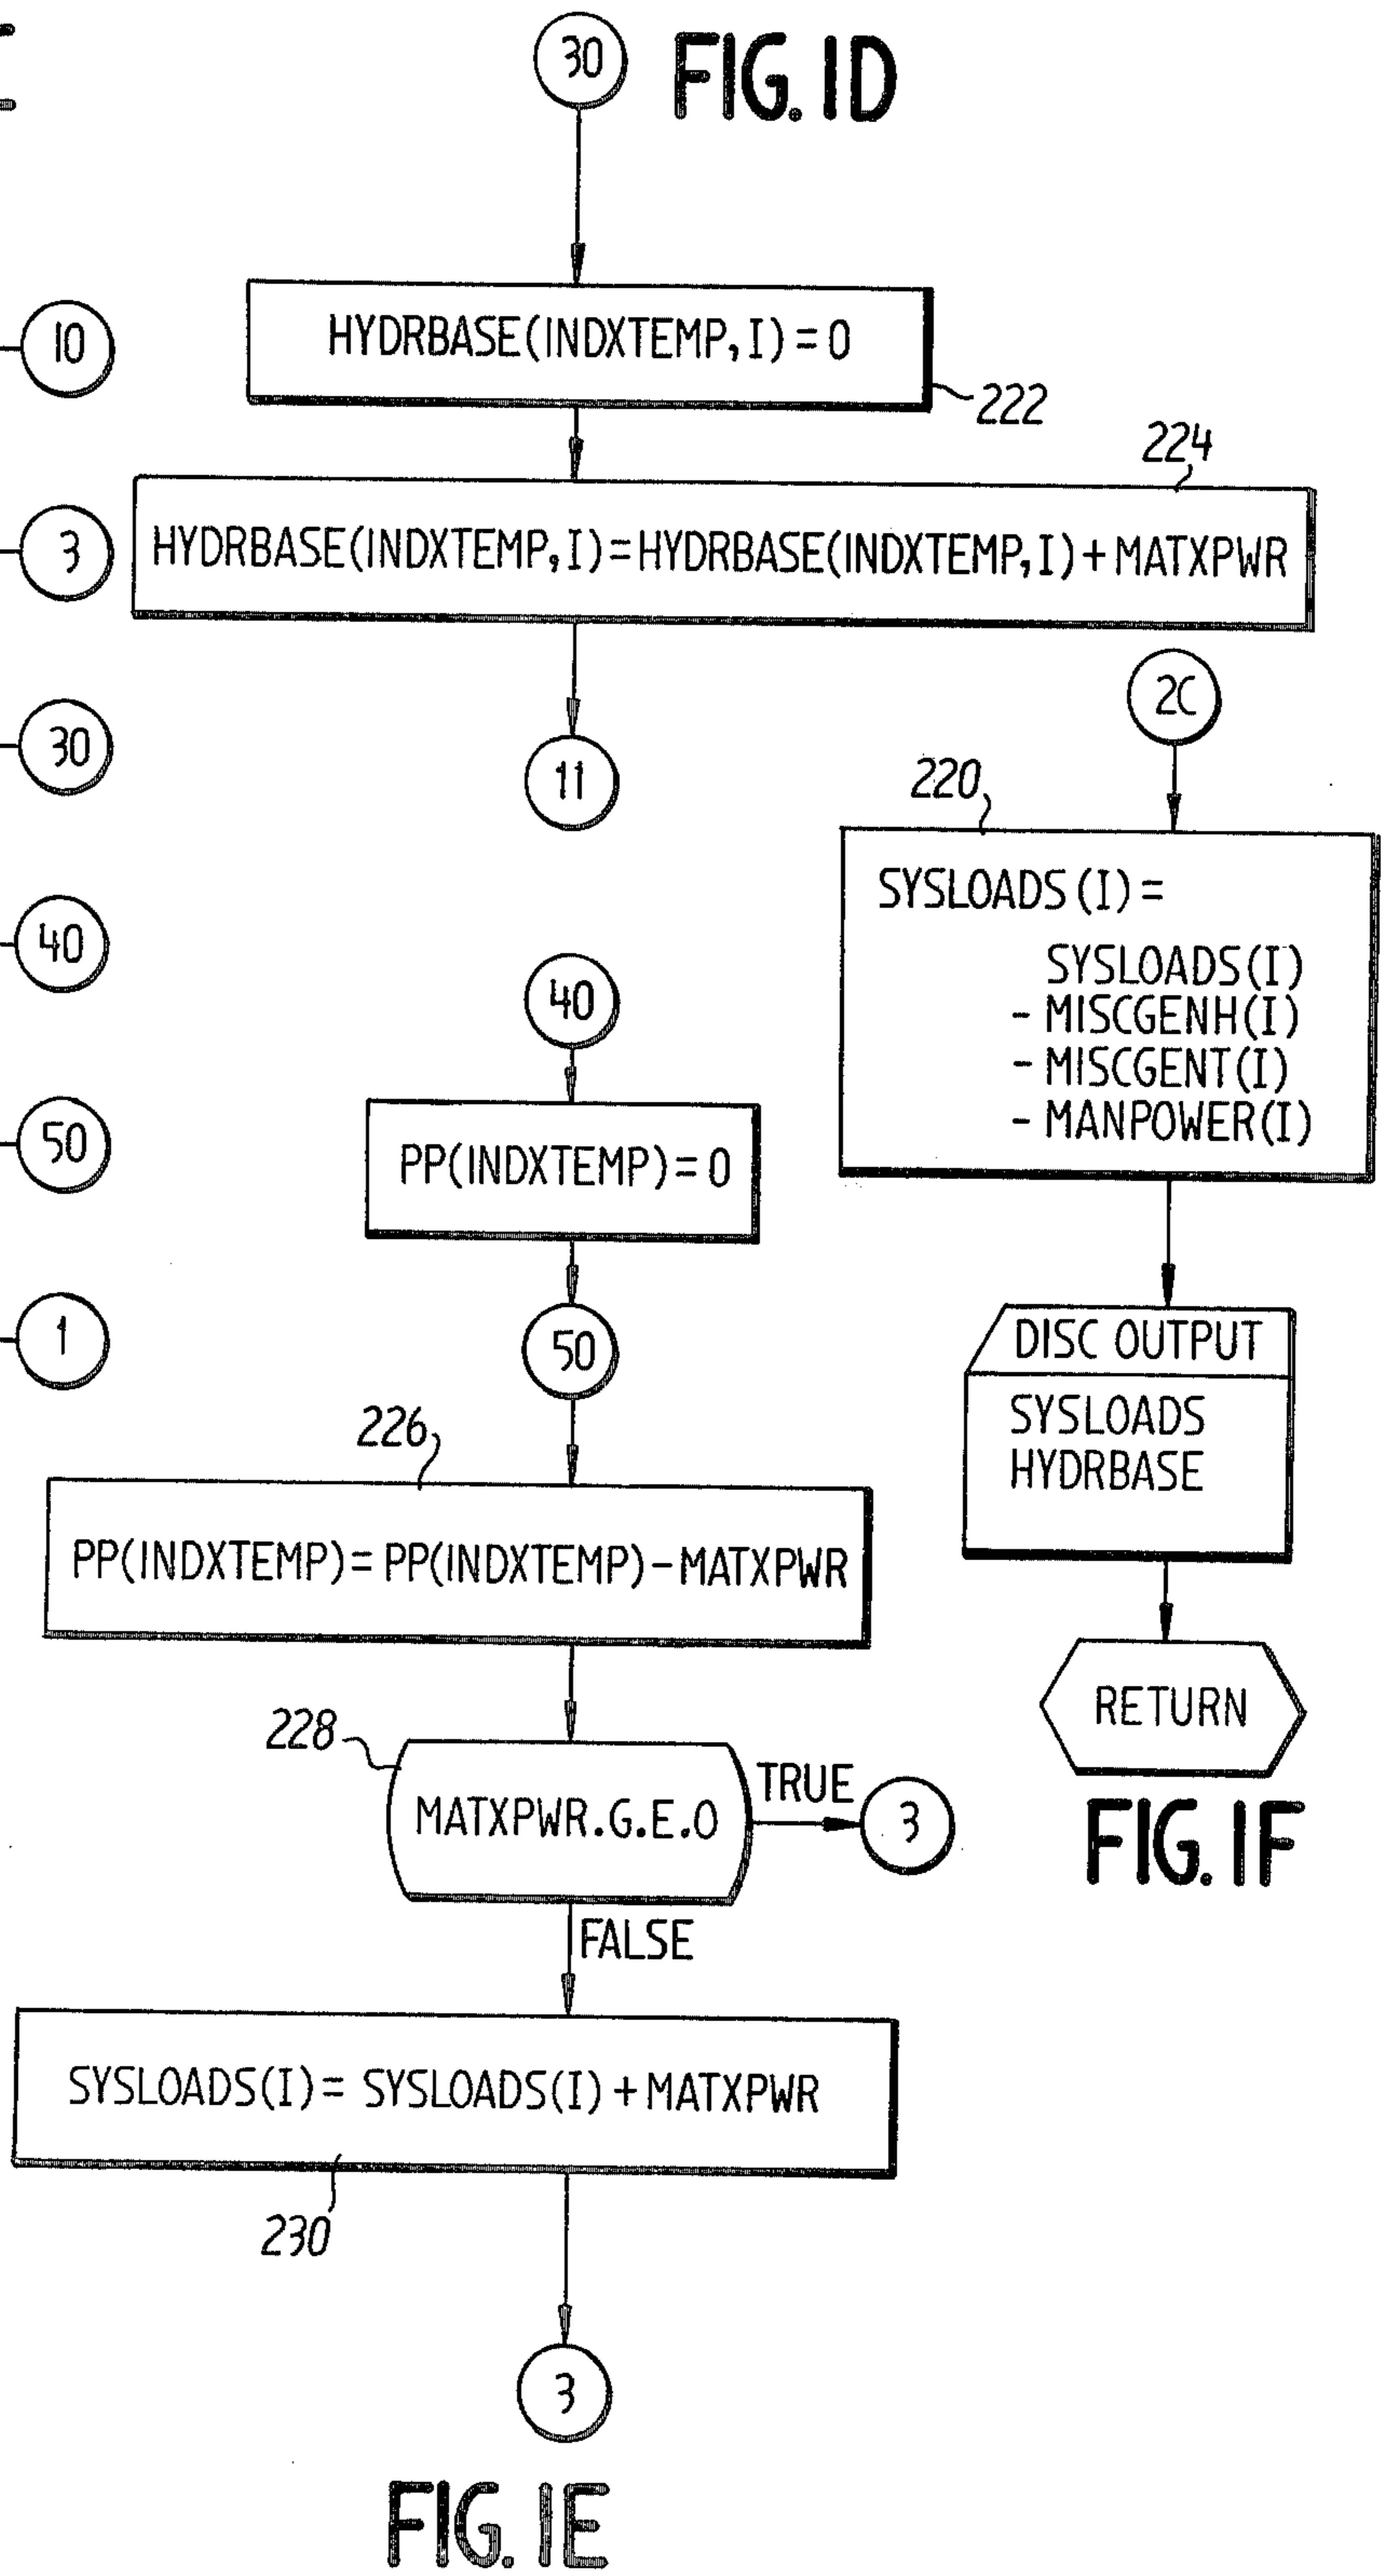 30
FIG. 1D
10
HYDRBASE(INDXTEMP,I)=0
222
224
3
HYDRBASE(INDXTEMP,I)=HYDRBASE(INDXTEMP,I)+MATXPWR
30
11
2C
220
SYSLOADS(I)=
SYSLOADS(I)
- MISCGENH(I)
- MISCGENT(I)
- MANPOWER(I)
40
40
50
PP(INDXTEMP)=0
1
50
DISC OUTPUT
SYSLOADS
HYDRBASE
226
PP(INDXTEMP)=PP(INDXTEMP)-MATXPWR
RETURN
FIG. 1F
228
MATXPWR.G.E.0
TRUE
3
FALSE
SYSLOADS(I)= SYSLOADS(I)+MATXPWR
230
3
FIG. 1E